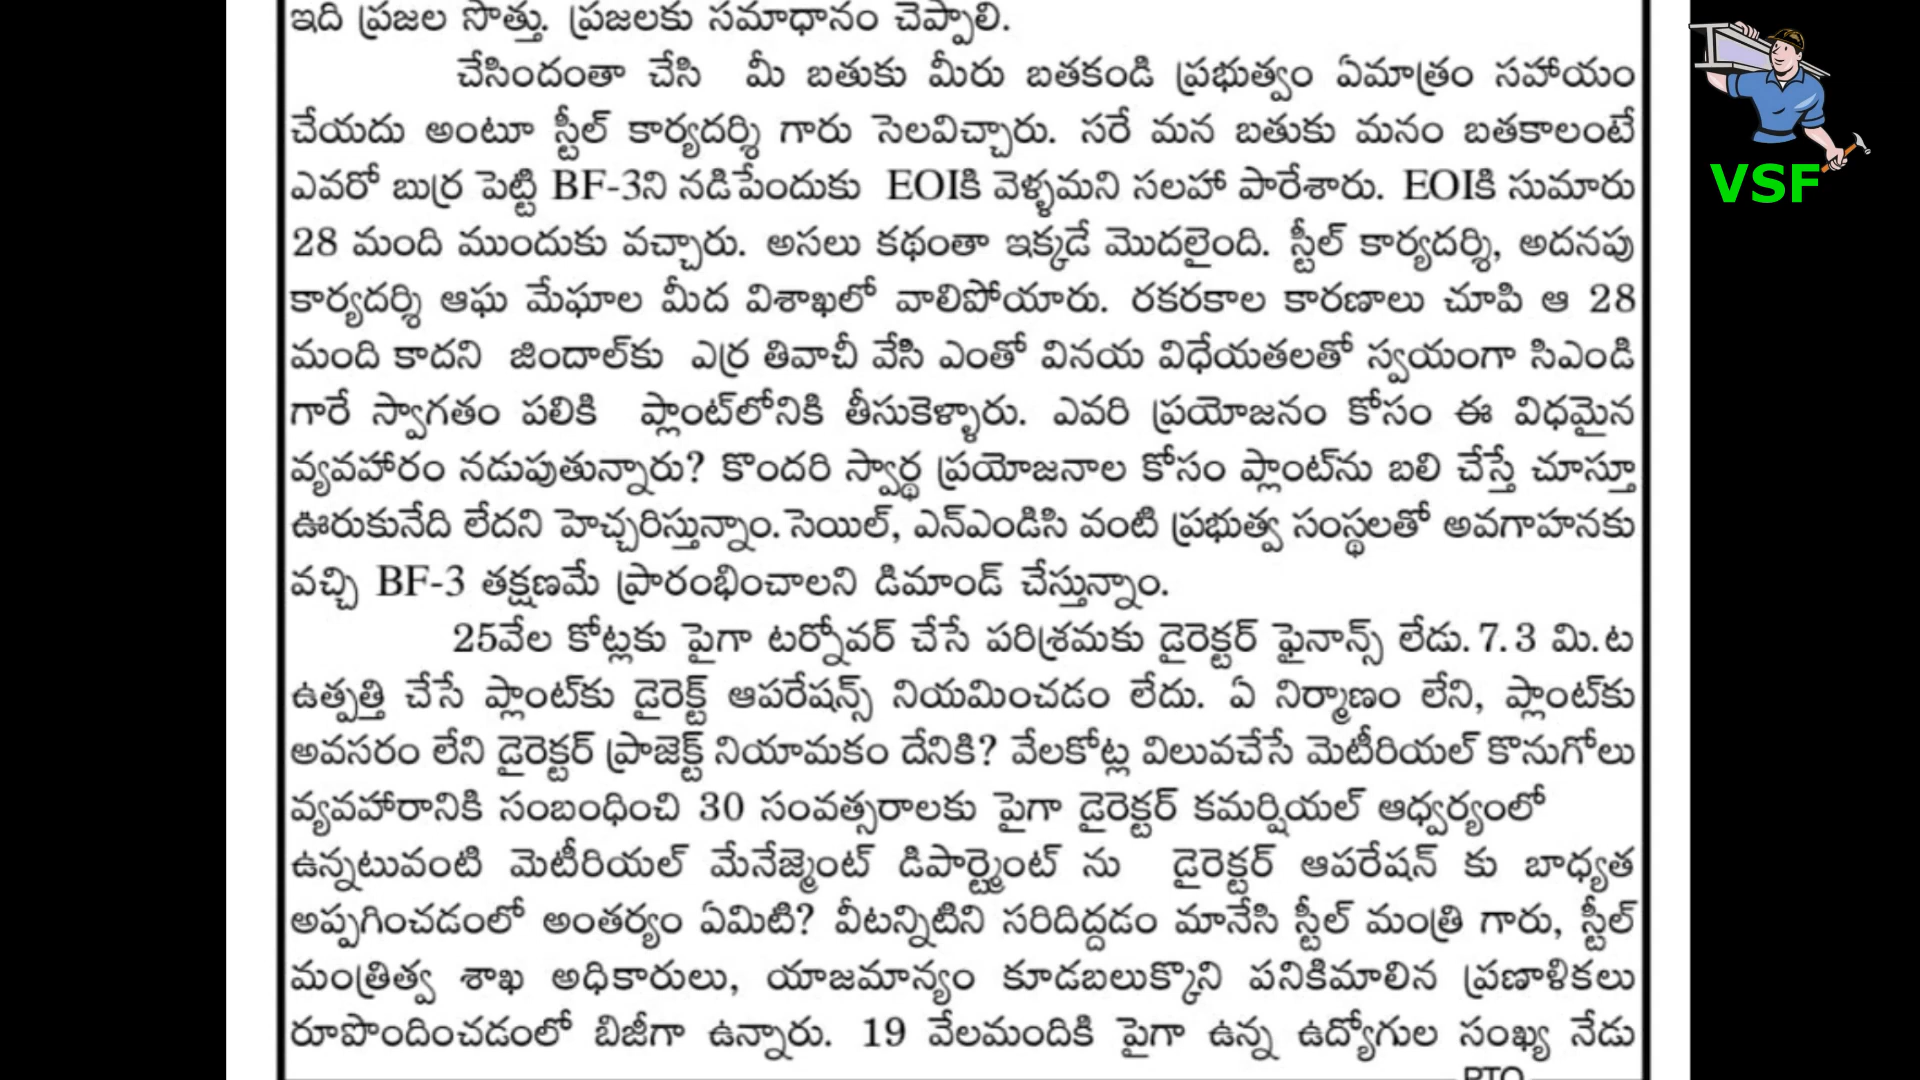 ఇది ప్రజల సొత్తు. ప్రజలకు సమాధానం చెప్పాలి.
చేసిందంతా చేసి మీ బతుకు మీరు బతకండి ప్రభుత్వం ఏమాత్రం సహాయం
చేయదు అంటూ స్టీల్ కార్యదర్శి గారు సెలవిచ్చారు. సరే మన బతుకు మనం బతకాలంటే
ఎవరో బుర్ర పెట్టి BF-3ని నడిపేందుకు EOIకి వెళ్ళమని సలహా పారేశారు. EOIకి సుమారు
28 మంది ముందుకు వచ్చారు. అసలు కథంతా ఇక్కడే మొదలైంది. స్టీల్ కార్యదర్శి, అదనపు
కార్యదర్శి ఆఘ మేఘాల మీద విశాఖలో వాలిపోయారు. రకరకాల కారణాలు చూపి ఆ 28
మంది కాదని జిందాల్‌కు ఎర్ర తివాచీ వేసి ఎంతో వినయ విధేయతలతో స్వయంగా సిఎండి
గారే స్వాగతం పలికి ప్లాంట్‌లోనికి తీసుకెళ్ళారు. ఎవరి ప్రయోజనం కోసం ఈ విధమైన
వ్యవహారం నడుపుతున్నారు? కొందరి స్వార్థ ప్రయోజనాల కోసం ప్లాంట్‌ను బలి చేస్తే చూస్తూ
ఊరుకునేది లేదని హెచ్చరిస్తున్నాం. సెయిల్, ఎన్‌ఎండిసి వంటి ప్రభుత్వ సంస్థలతో అవగాహనకు
వచ్చి BF-3 తక్షణమే ప్రారంభించాలని డిమాండ్ చేస్తున్నాం.
25వేల కోట్లకు పైగా టర్నోవర్ చేసే పరిశ్రమకు డైరెక్టర్ ఫైనాన్స్ లేడు. 7.3 మి.ట
ఉత్పత్తి చేసే ప్లాంట్‌కు డైరెక్ట్ ఆపరేషన్స్ నియమించడం లేదు. ఏ నిర్మాణం లేని, ప్లాంట్‌కు
అవసరం లేని డైరెక్టర్ ప్రాజెక్ట్ నియామకం దేనికి? వేలకోట్ల విలువచేసే మెటీరియల్ కొనుగోలు
వ్యవహారానికి సంబంధించి 30 సంవత్సరాలకు పైగా డైరెక్టర్ కమర్షియల్ ఆధ్వర్యంలో
ఉన్నటువంటి మెటీరియల్ మేనేజ్మెంట్ డిపార్ట్మెంట్ ను డైరెక్టర్ ఆపరేషన్ కు బాధ్యత
అప్పగించడంలో అంతర్యం ఏమిటి? వీటన్నిటిని సరిదిద్దడం మానేసి స్టీల్ మంత్రి గారు, స్టీల్
మంత్రిత్వ శాఖ అధికారులు, యాజమాన్యం కూడబలుక్కొని పనికిమాలిన ప్రణాళికలు
రూపొందించడంలో బిజీగా ఉన్నారు. 19 వేలమందికి పైగా ఉన్న ఉద్యోగుల సంఖ్య నేడు
PTO
VSF